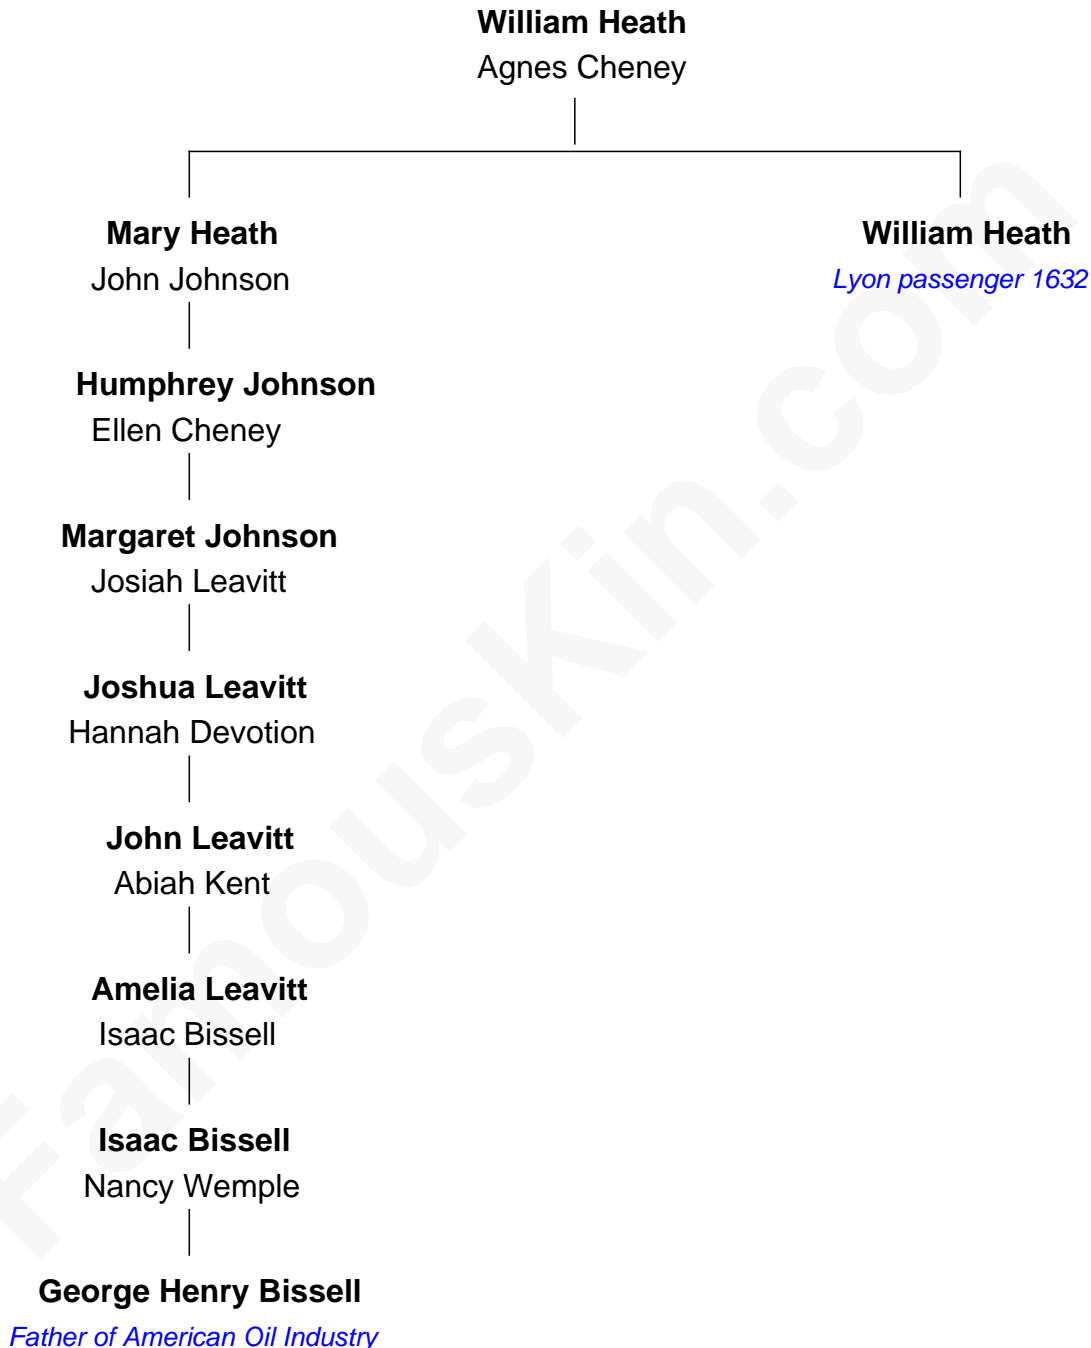 William Heath
Agnes Cheney
Mary Heath
John Johnson
William Heath
Lyon passenger 1632
Humphrey Johnson
Ellen Cheney
Margaret Johnson
Josiah Leavitt
Joshua Leavitt
Hannah Devotion
John Leavitt
Abiah Kent
Amelia Leavitt
Isaac Bissell
Isaac Bissell
Nancy Wemple
George Henry Bissell
Father of American Oil Industry
FamousKin.com